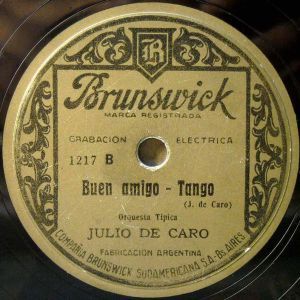 B
Brunswick
MARCA REGISTRADA
GRABACION ELECTRICA
1217 B
Buen amigo - Tango
(J. de Caro)
Orquesta Típica
JULIO DE CARO
FABRICACION ARGENTINA
COMPAÑIA BRUNSWICK SUDAMERICANA S.A. Bs AIRES